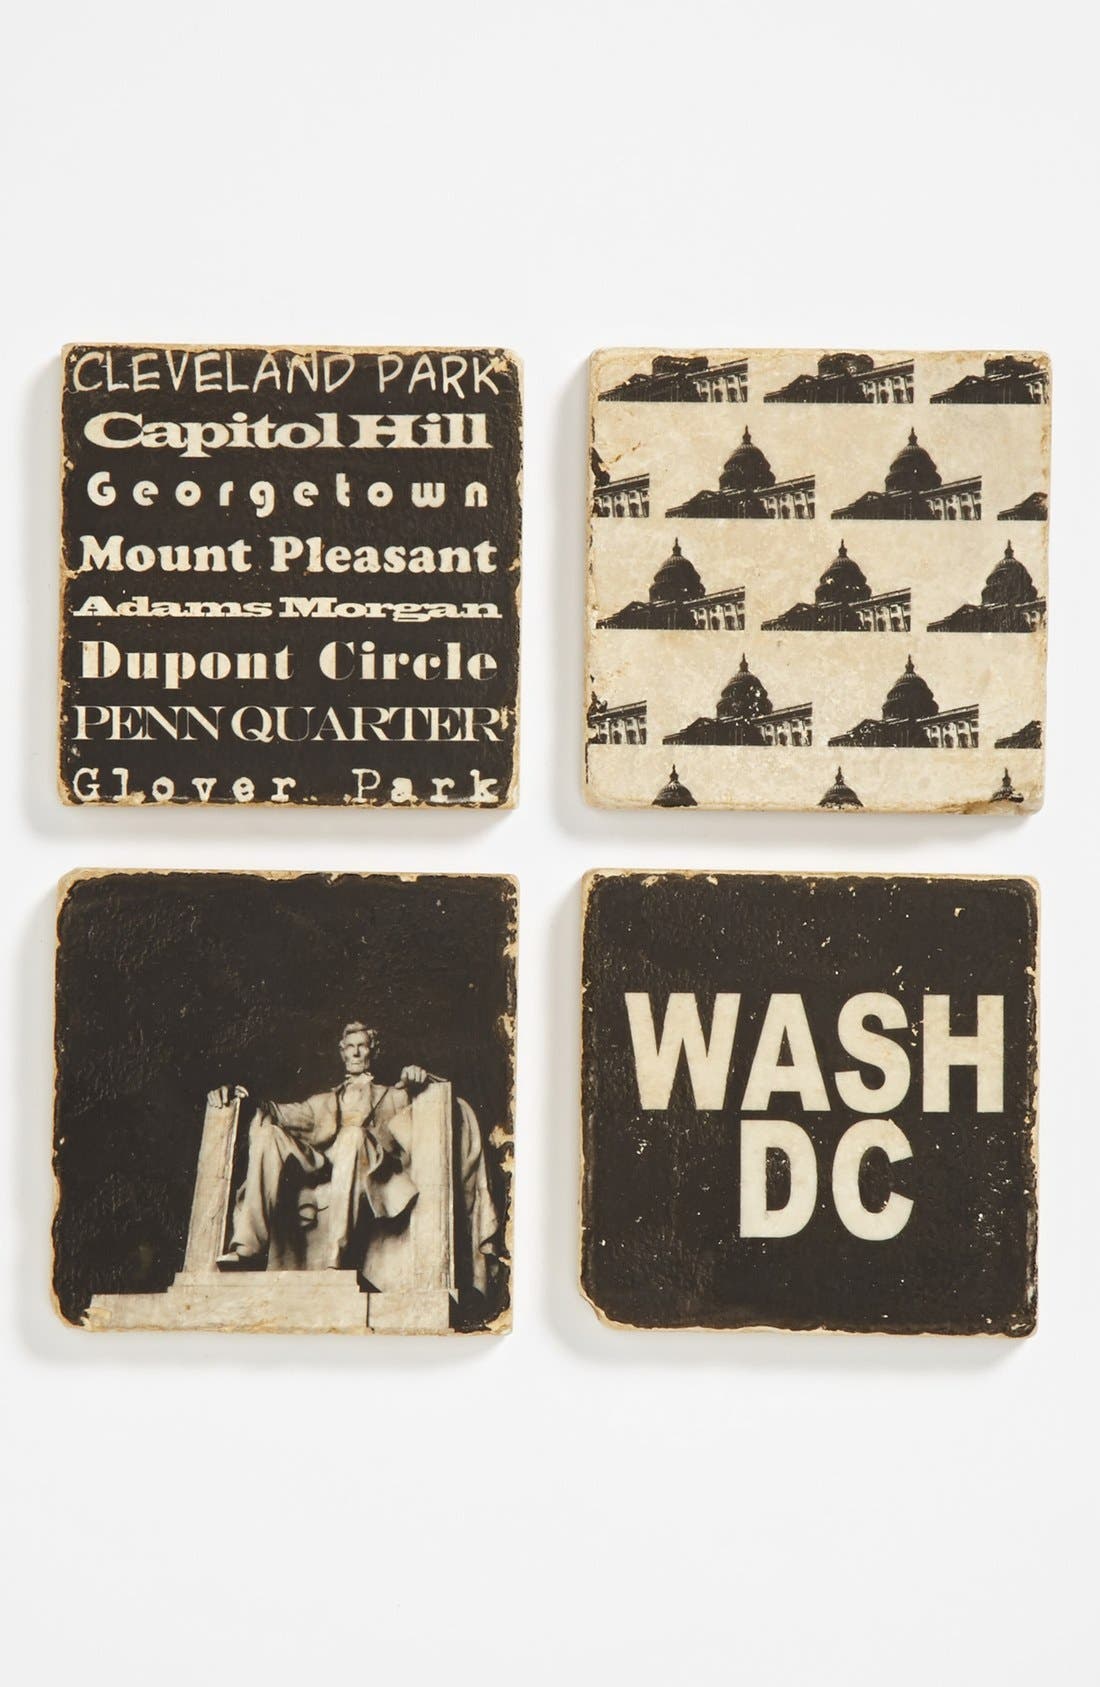 CLEVELAND PARK
Capitol Hill
Georgetown
Mount Pleasant
Adams Morgan
Dupont Circle
PENN QUARTER
Glover Park
WASH
DC